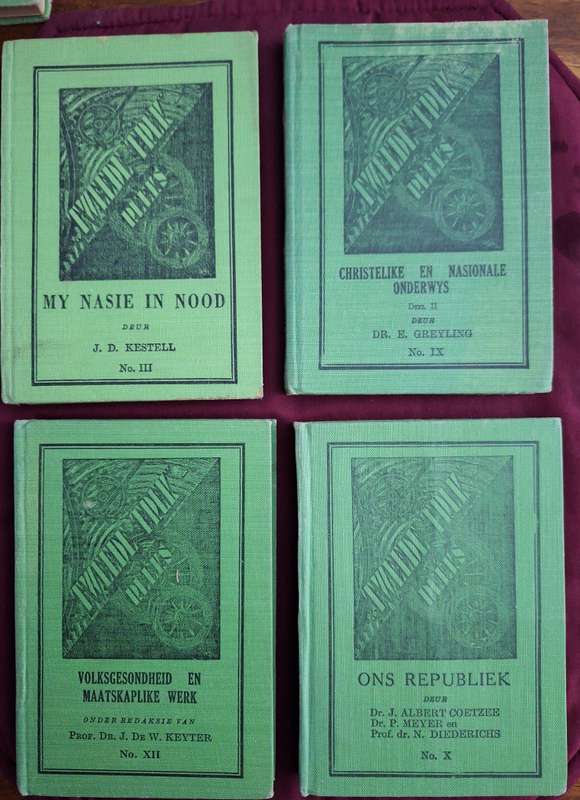 TWEEDE TREK
REEKS
MY NASIE IN NOOD
DEUR
J. D. KESTELL
No. III
TWEEDE TREK
REEKS
CHRISTELIKE EN NASIONALE
ONDERWYS
DEEL II
DEUR
DR. E. GREYLING
No. IX
TWEEDE TREK
REEKS
VOLKSGESONDHEID EN
MAATSKAPLIKE WERK
ONDER REDAKSIE VAN
PROF. DR. J. DE W. KEYTER
No. XII
TWEEDE TREK
REEKS
ONS REPUBLIEK
DEUR
Dr. J. ALBERT COETZEE
Dr. P. MEYER en
Prof. dr. N. DIEDERICHS
No. X